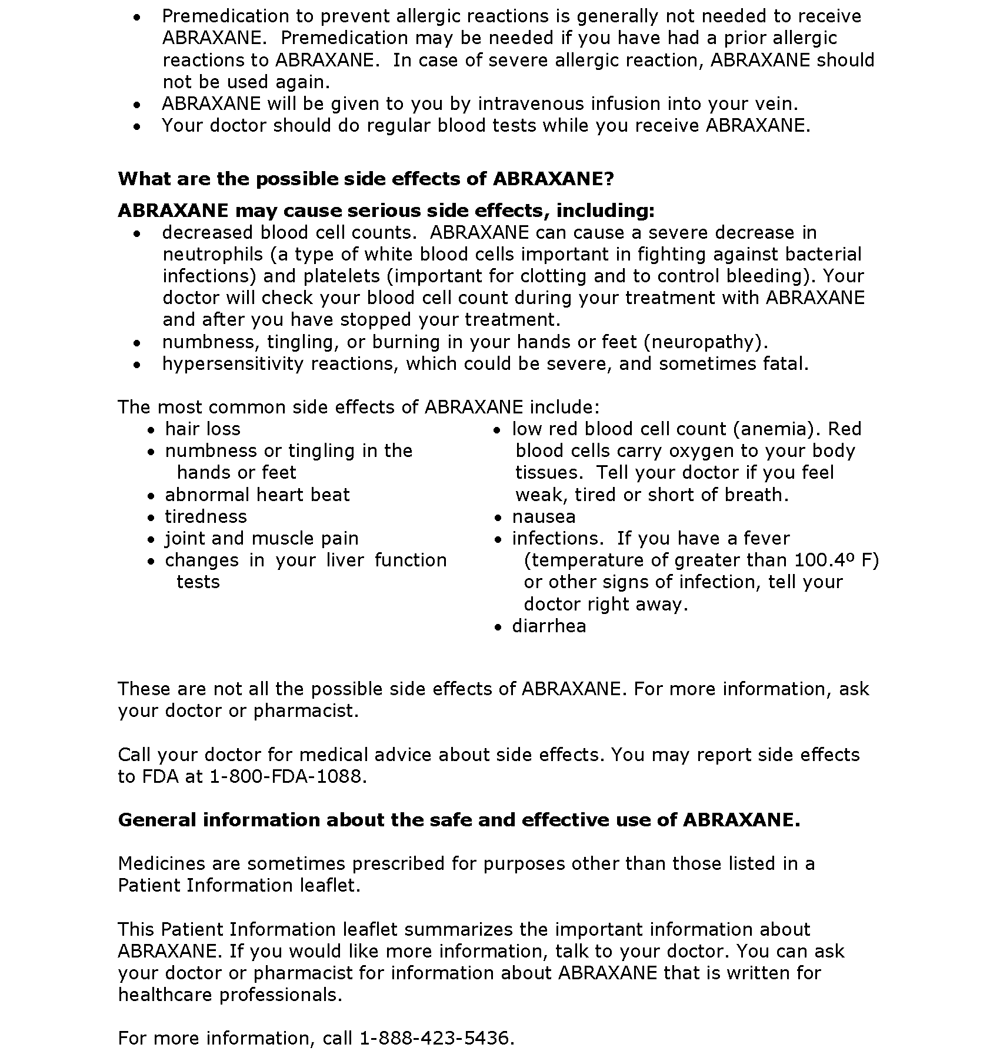 • Premedication to prevent allergic reactions is generally not needed to receive
ABRAXANE.  Premedication may be needed if you have had a prior allergic
reactions to ABRAXANE.  In case of severe allergic reaction, ABRAXANE should
not be used again.
• ABRAXANE will be given to you by intravenous infusion into your vein.
• Your doctor should do regular blood tests while you receive ABRAXANE.
What are the possible side effects of ABRAXANE?
ABRAXANE may cause serious side effects, including:
• decreased blood cell counts.  ABRAXANE can cause a severe decrease in
neutrophils (a type of white blood cells important in fighting against bacterial
infections) and platelets (important for clotting and to control bleeding). Your
doctor will check your blood cell count during your treatment with ABRAXANE
and after you have stopped your treatment.
• numbness, tingling, or burning in your hands or feet (neuropathy).
• hypersensitivity reactions, which could be severe, and sometimes fatal.
The most common side effects of ABRAXANE include:
• hair loss
• numbness or tingling in the
hands or feet
• abnormal heart beat
• tiredness
• joint and muscle pain
• changes in your liver function
tests
• low red blood cell count (anemia). Red
blood cells carry oxygen to your body
tissues.  Tell your doctor if you feel
weak, tired or short of breath.
• nausea
• infections.  If you have a fever
(temperature of greater than 100.4º F)
or other signs of infection, tell your
doctor right away.
• diarrhea
These are not all the possible side effects of ABRAXANE. For more information, ask
your doctor or pharmacist.
Call your doctor for medical advice about side effects. You may report side effects
to FDA at 1-800-FDA-1088.
General information about the safe and effective use of ABRAXANE.
Medicines are sometimes prescribed for purposes other than those listed in a
Patient Information leaflet.
This Patient Information leaflet summarizes the important information about
ABRAXANE. If you would like more information, talk to your doctor. You can ask
your doctor or pharmacist for information about ABRAXANE that is written for
healthcare professionals.
For more information, call 1-888-423-5436.